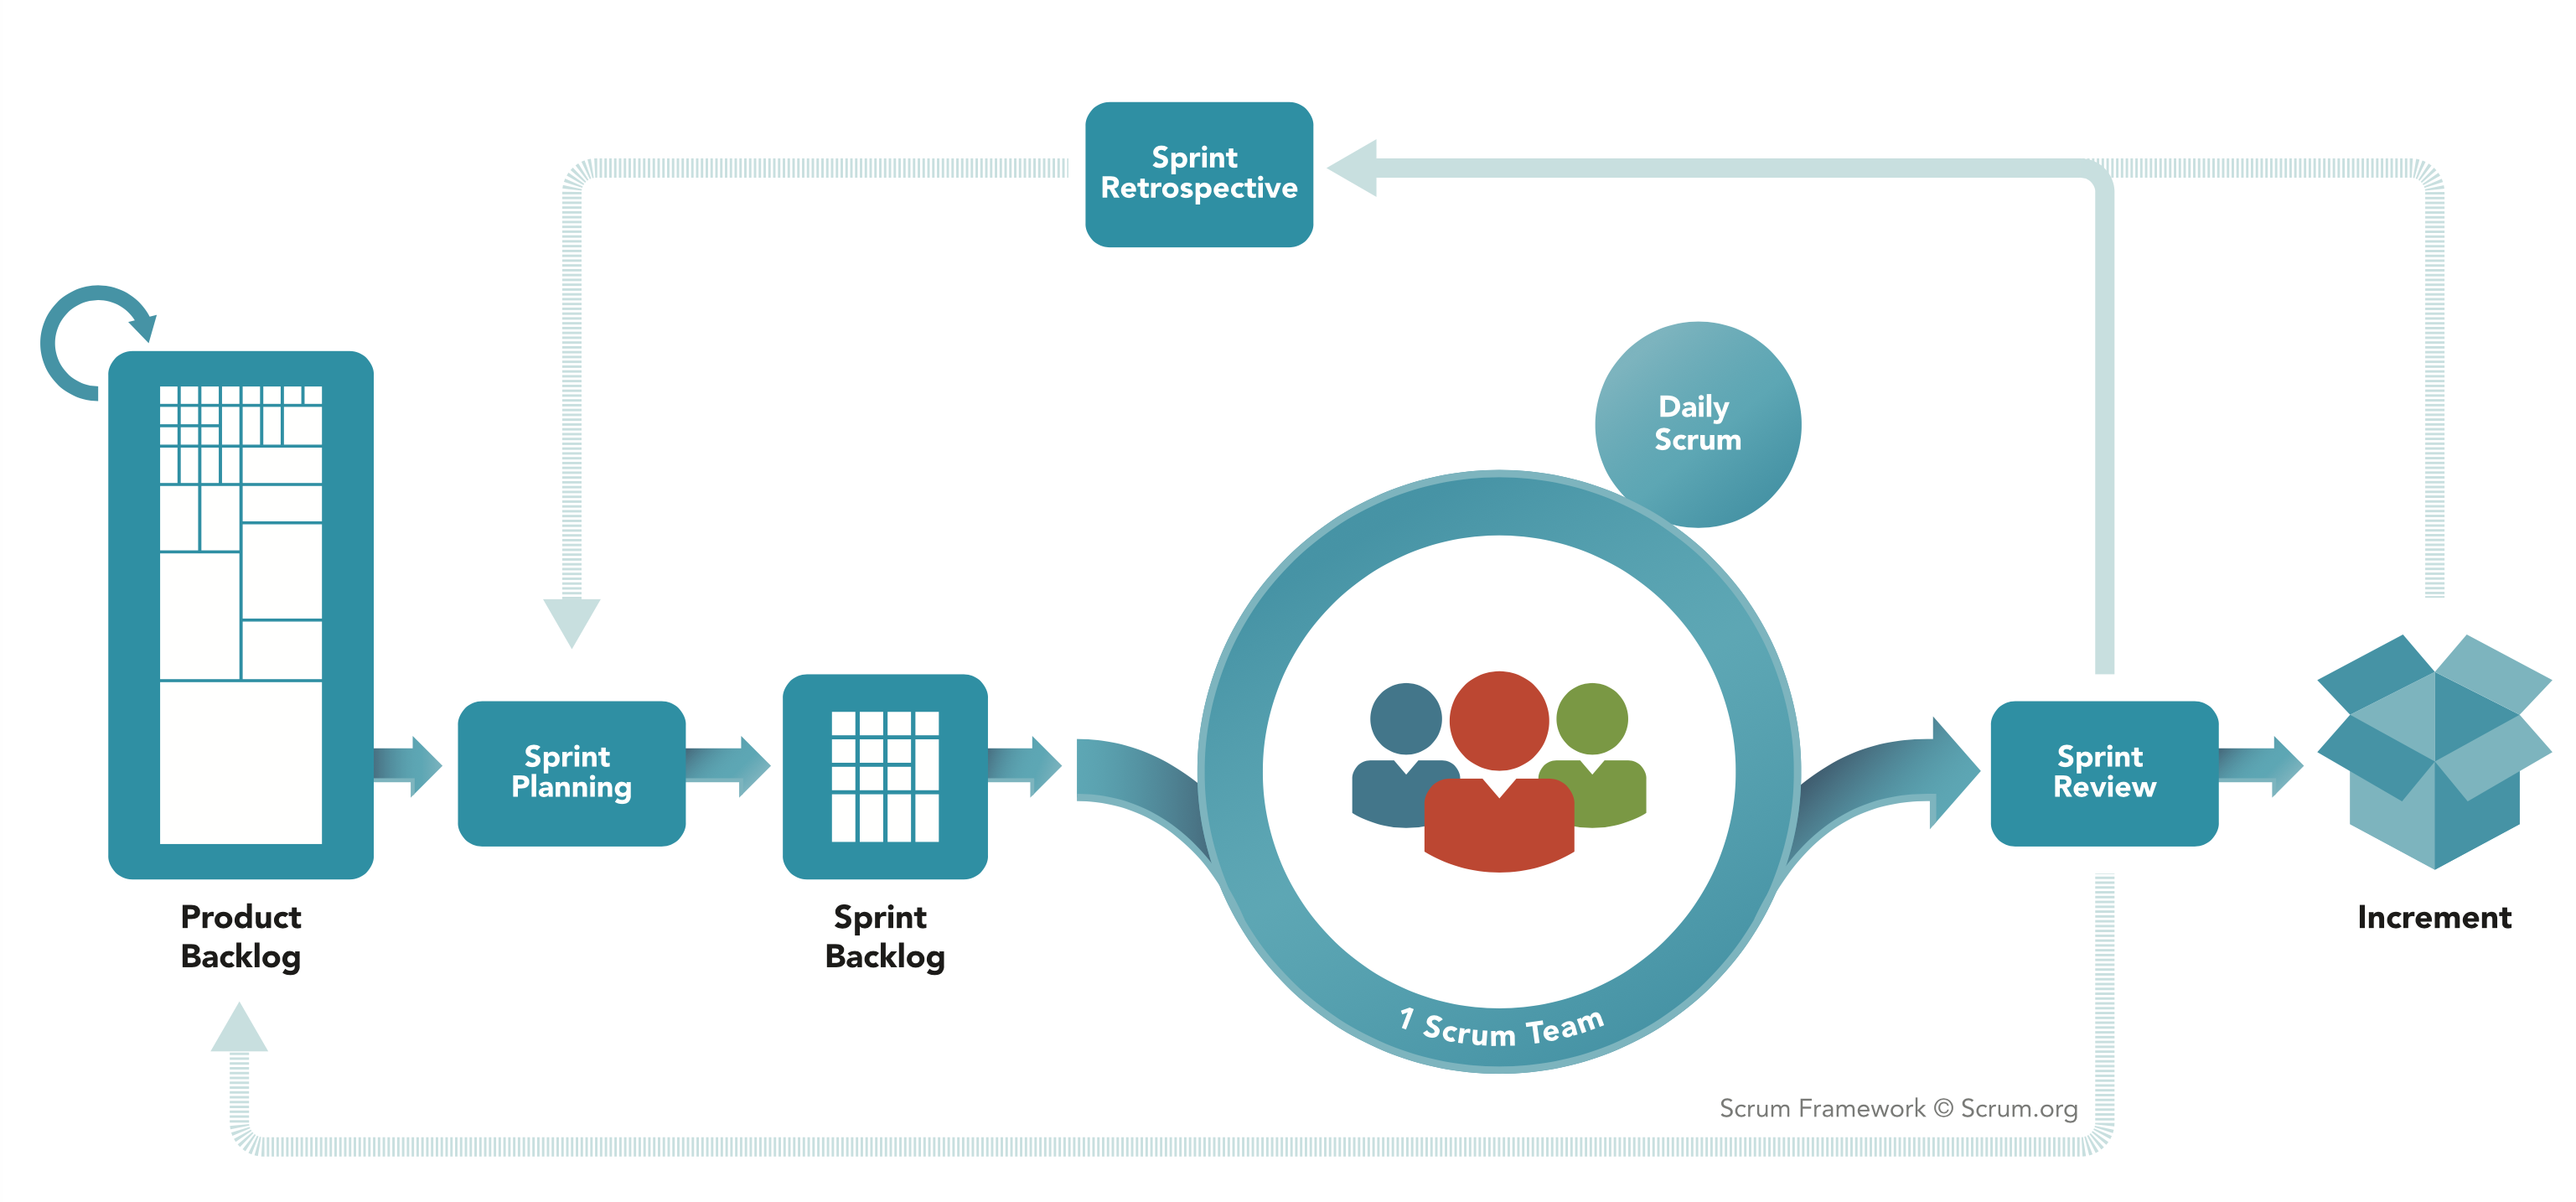 Sprint
Retrospective
Daily
Scrum
Sprint
Planning
Sprint
Review
Product
Backlog
Sprint
Backlog
Increment
1 Scrum Team
Scrum Framework © Scrum.org